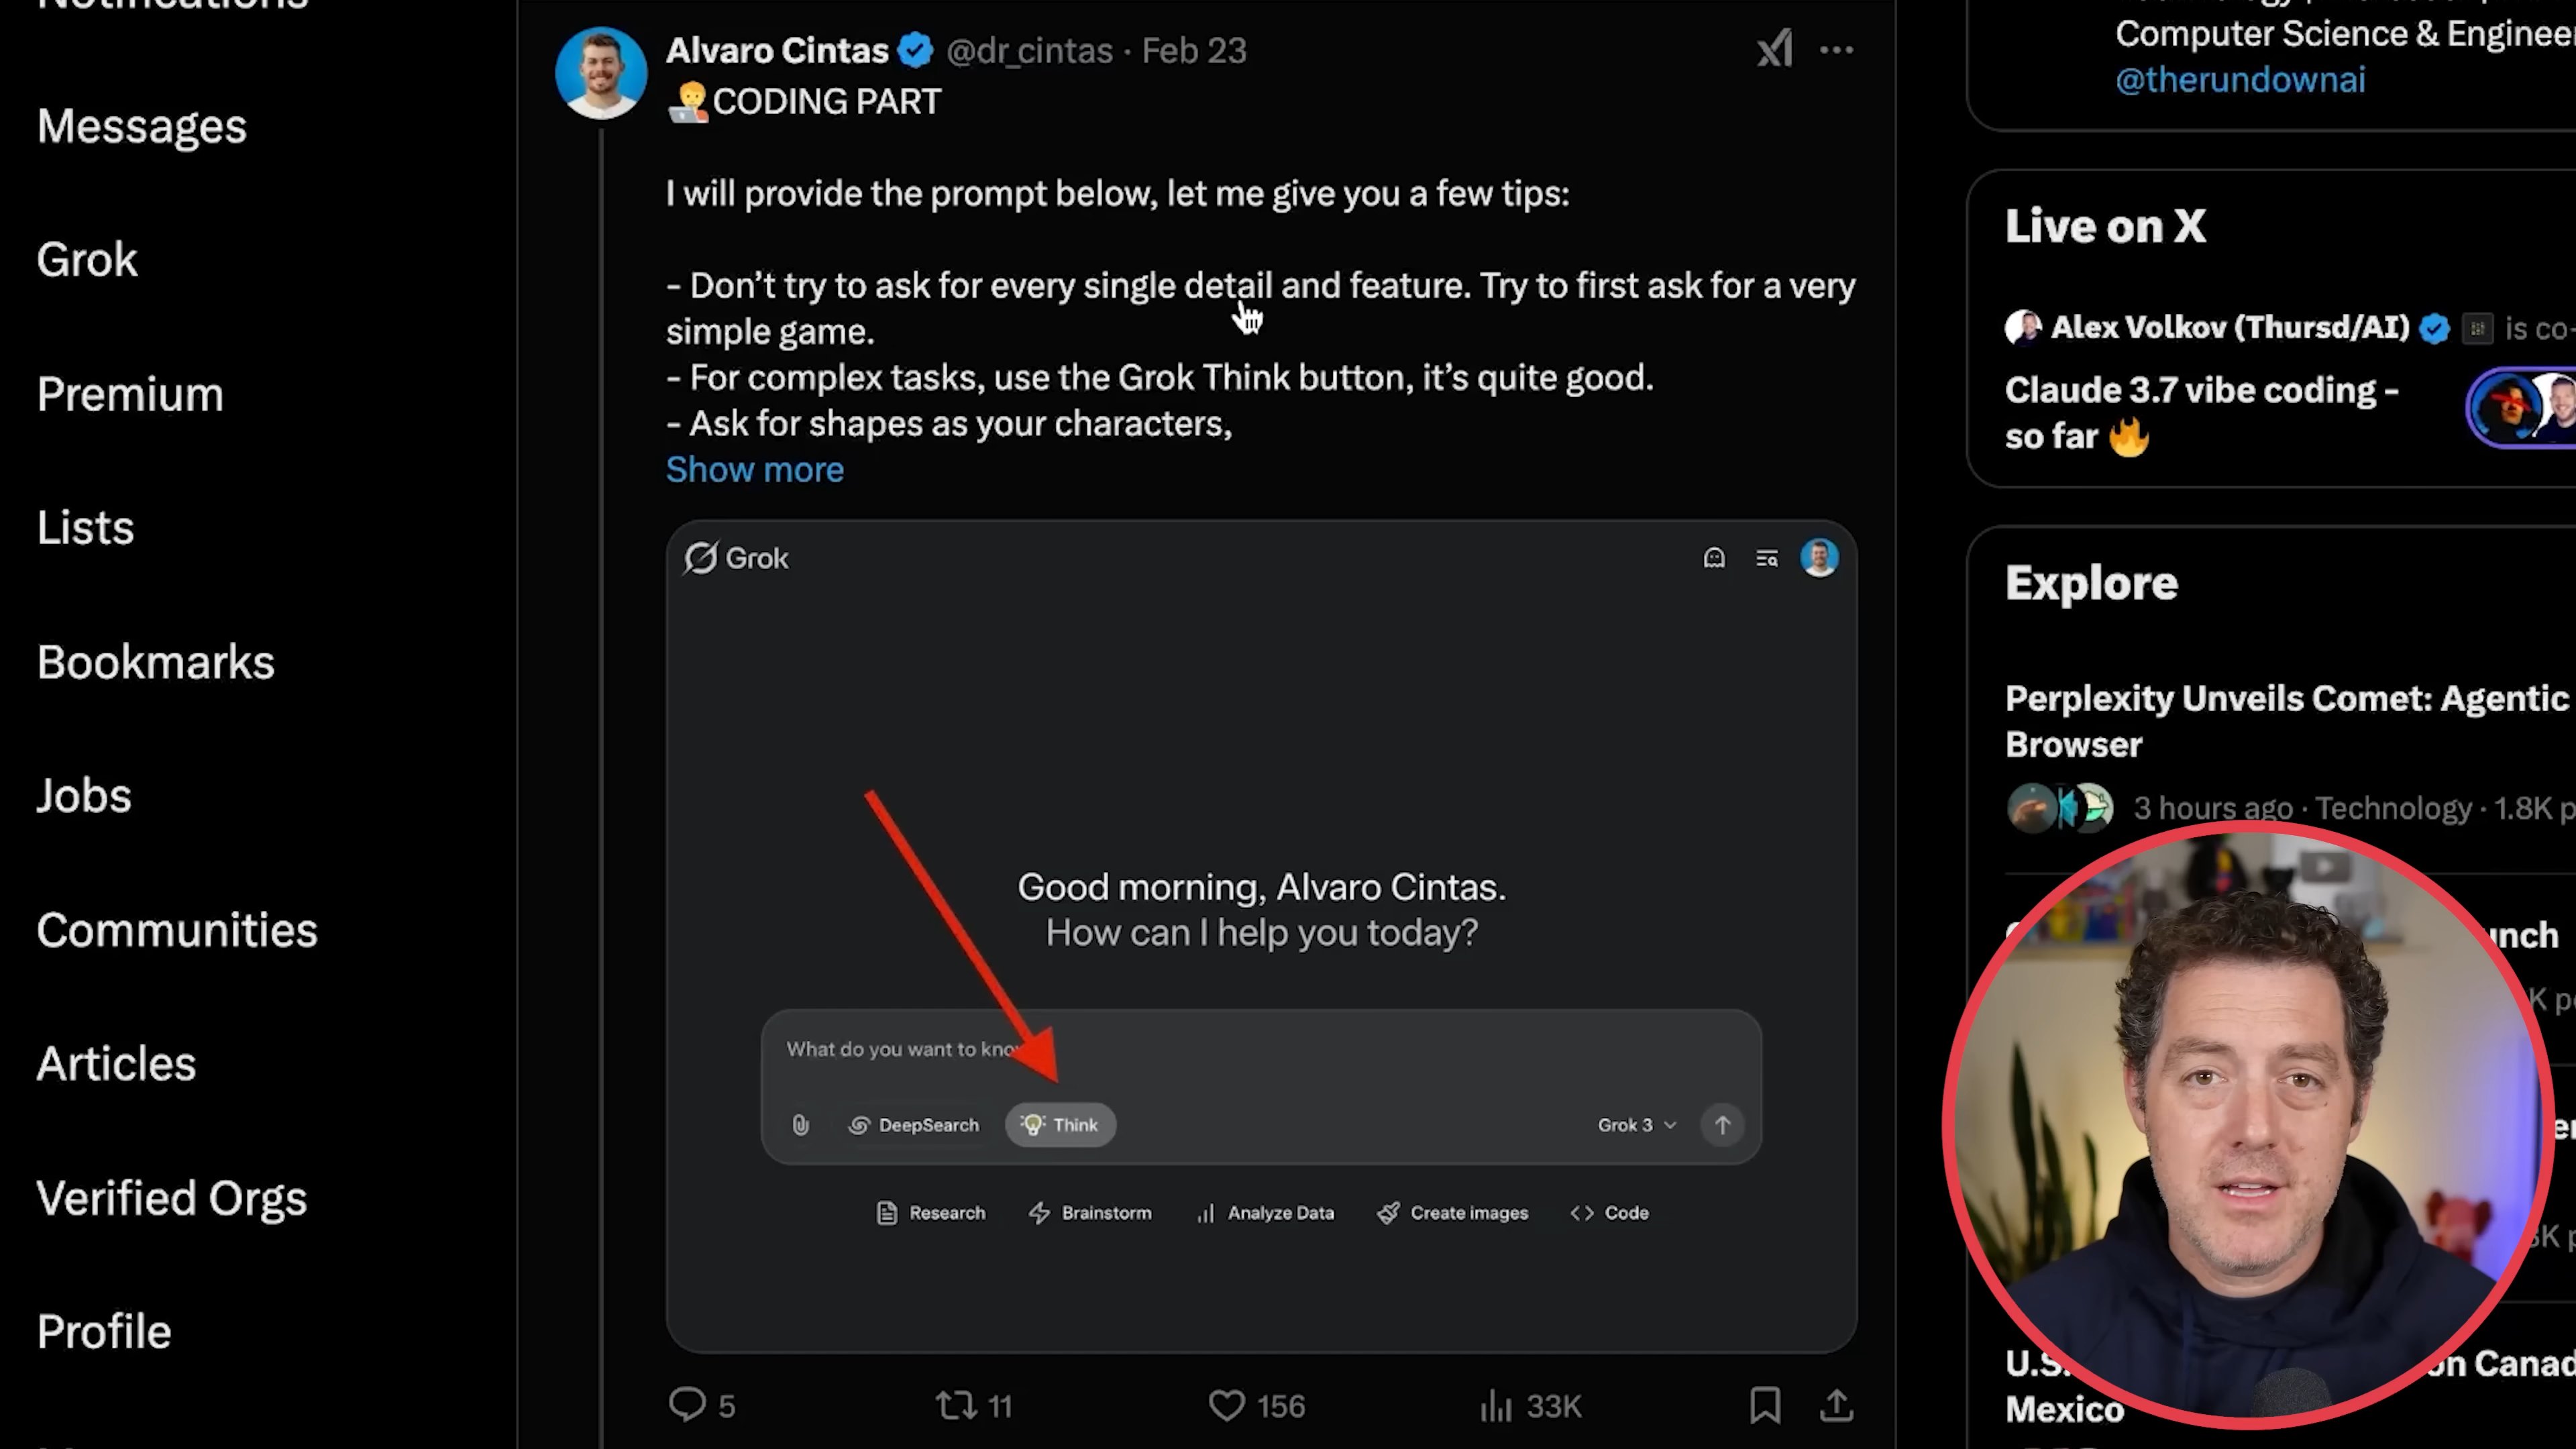 Messages
Grok
Premium
Lists
Bookmarks
Jobs
Communities
Articles
Verified Orgs
Profile
Alvaro Cintas @dr_cintas · Feb 23
CODING PART
I will provide the prompt below, let me give you a few tips:
- Don't try to ask for every single detail and feature. Try to first ask for a very
simple game.
- For complex tasks, use the Grok Think button, it's quite good.
- Ask for shapes as your characters,
Show more
Grok
Good morning, Alvaro Cintas.
How can I help you today?
What do you want to
DeepSearch
Think
Grok 3
Research
Brainstorm
Analyze Data
Create images
Code
5
11
156
33K
Computer Science &
@therundownai
Live on X
Alex Volkov (Thursd/AI) is
Claude 3.7 vibe coding -
so far
Explore
Perplexity Unveils Comet: Agentic
Browser
3 hours ago · Technology · 1.8K
Mexico